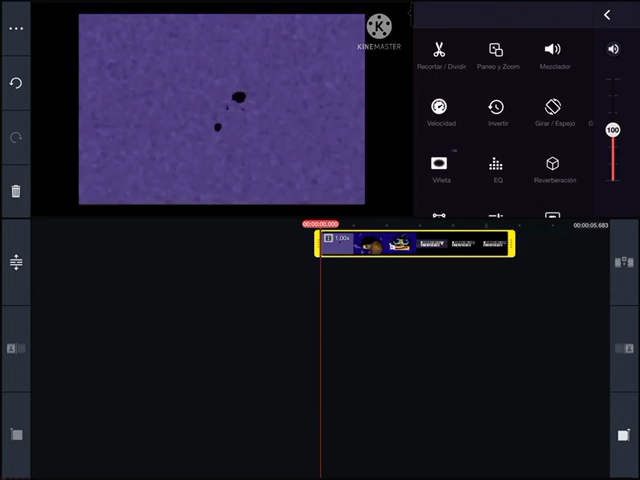 KINEMASTER
Recortar / Dividir
Paneo y Zoom
Mezclador
Velocidad
Invertir
Girar / Espejo
G
100
Viñeta
EQ
Reverberación
00:00:00.000
00:00:05.683
1.00x